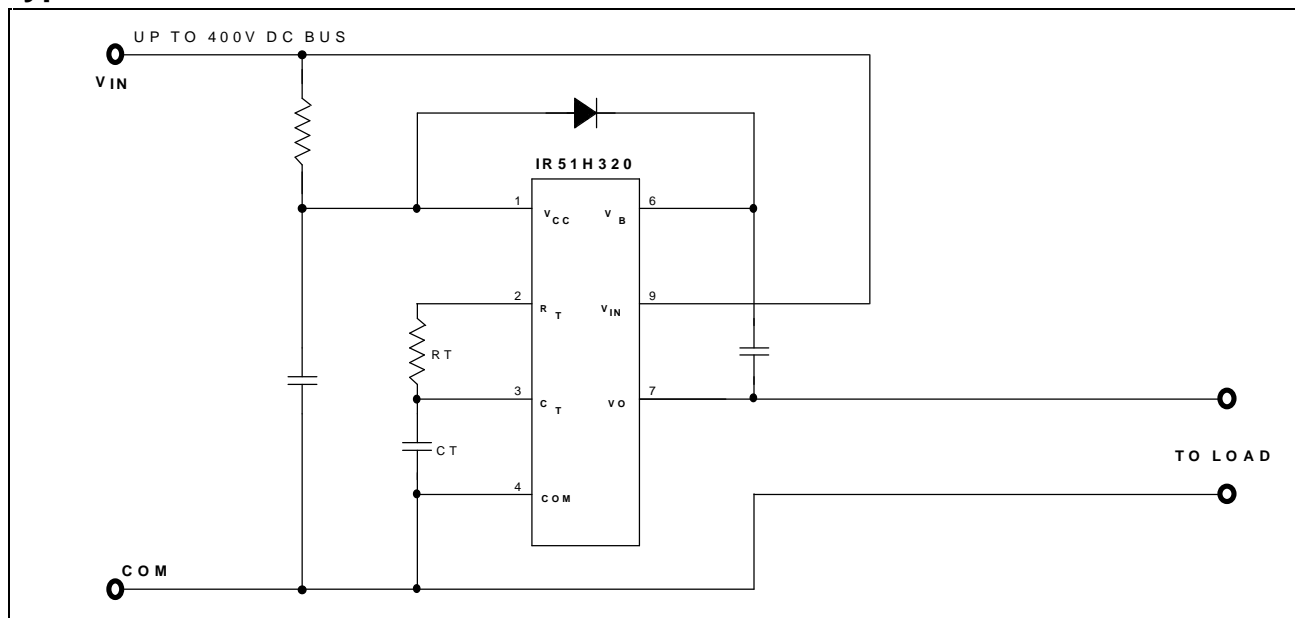 UP TO 400V DC BUS
VIN
IR51H320
1
VCC
VB
6
2
RT
VIN
9
RT
3
CT
VO
7
CT
TO LOAD
4
COM
COM